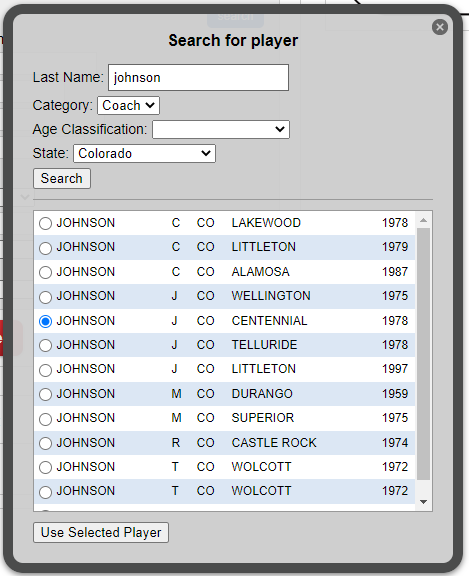 Search for player
Last Name: johnson
Category: Coach
Age Classification:
State: Colorado
Search
JOHNSON C CO LAKEWOOD 1978
JOHNSON C CO LITTLETON 1979
JOHNSON C CO ALAMOSA 1987
JOHNSON J CO WELLINGTON 1975
JOHNSON J CO CENTENNIAL 1978
JOHNSON J CO TELLURIDE 1978
JOHNSON J CO LITTLETON 1997
JOHNSON M CO DURANGO 1959
JOHNSON M CO SUPERIOR 1975
JOHNSON R CO CASTLE ROCK 1974
JOHNSON T CO WOLCOTT 1972
JOHNSON T CO WOLCOTT 1972
Use Selected Player